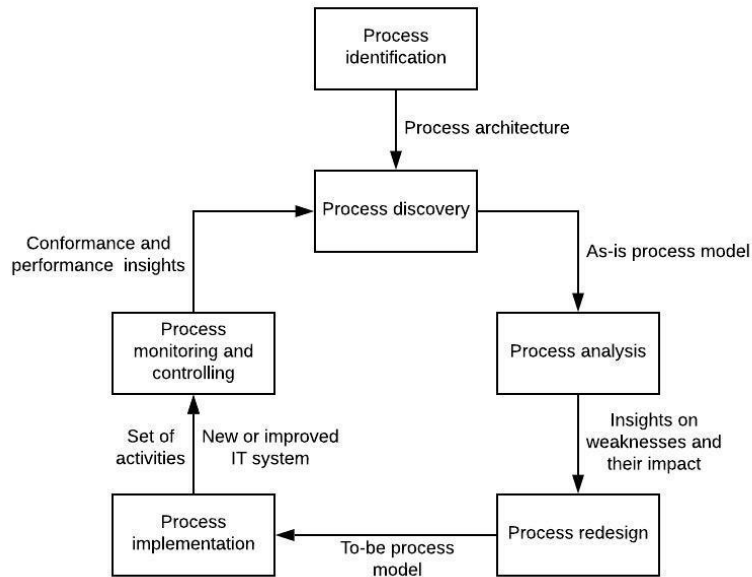 Process
identification
Process architecture
Process discovery
Conformance and
performance insights
As-is process model
Process
monitoring and
controlling
Process analysis
Set of
activities
New or improved
IT system
Insights on
weaknesses and
their impact
Process
implementation
To-be process
model
Process redesign